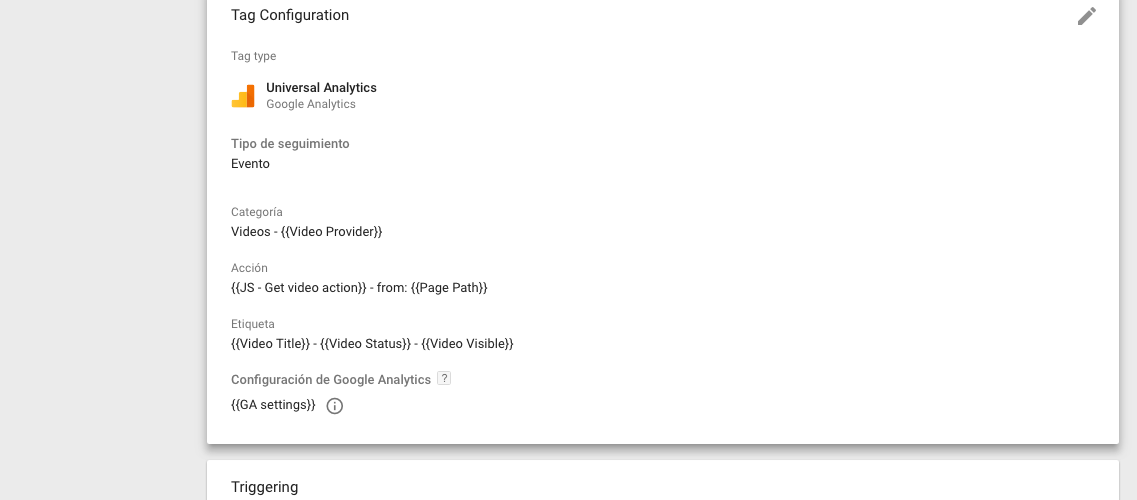 Tag Configuration
Tag type
Universal Analytics
Google Analytics
Tipo de seguimiento
Evento
Categoría
Videos - {{Video Provider}}
Acción
{{JS - Get video action}} - from: {{Page Path}}
Etiqueta
{{Video Title}} - {{Video Status}} - {{Video Visible}}
Configuración de Google Analytics ?
{{GA settings}}
Triggering